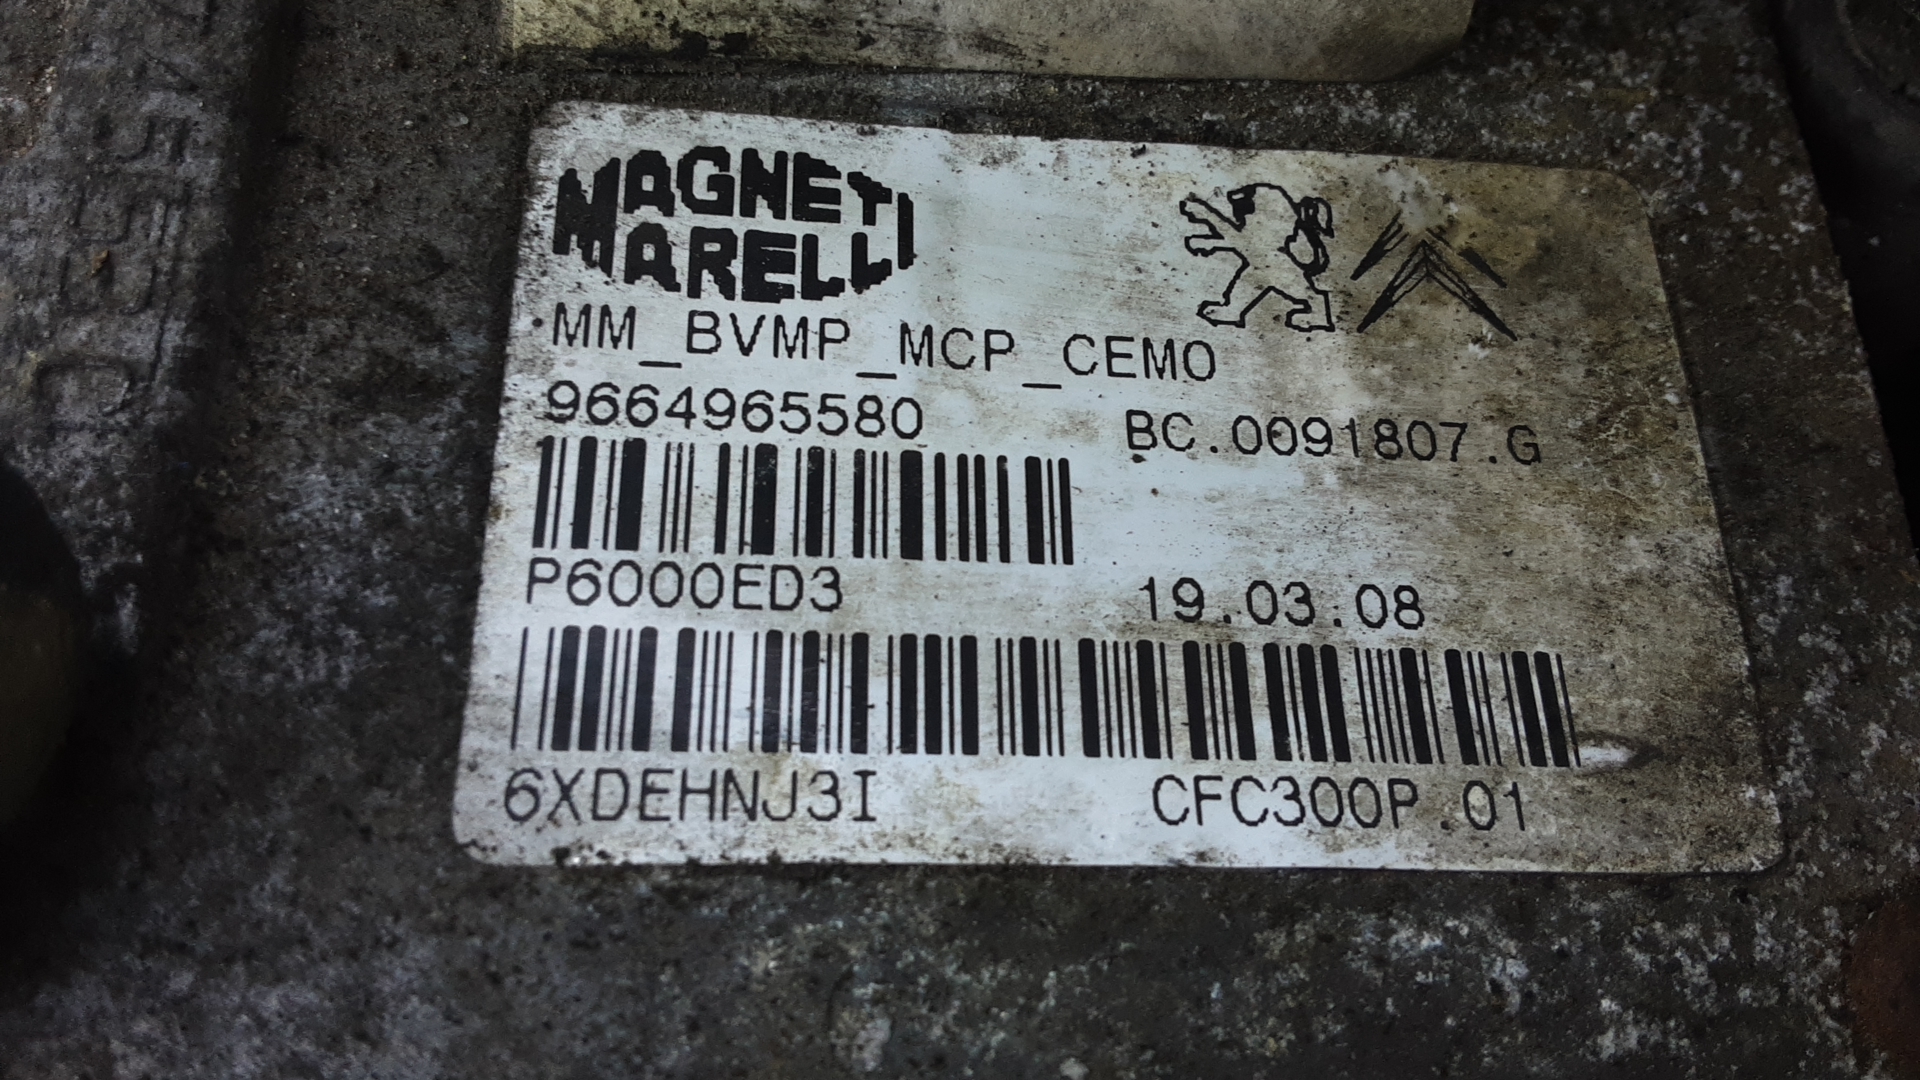 MAGNETI
MARELLI
MM_BVMP_MCP_CEMO
9664965580 BC.0091807.G
P6000ED3 19.03.08
6XDEHNJ3I CFC300P.01